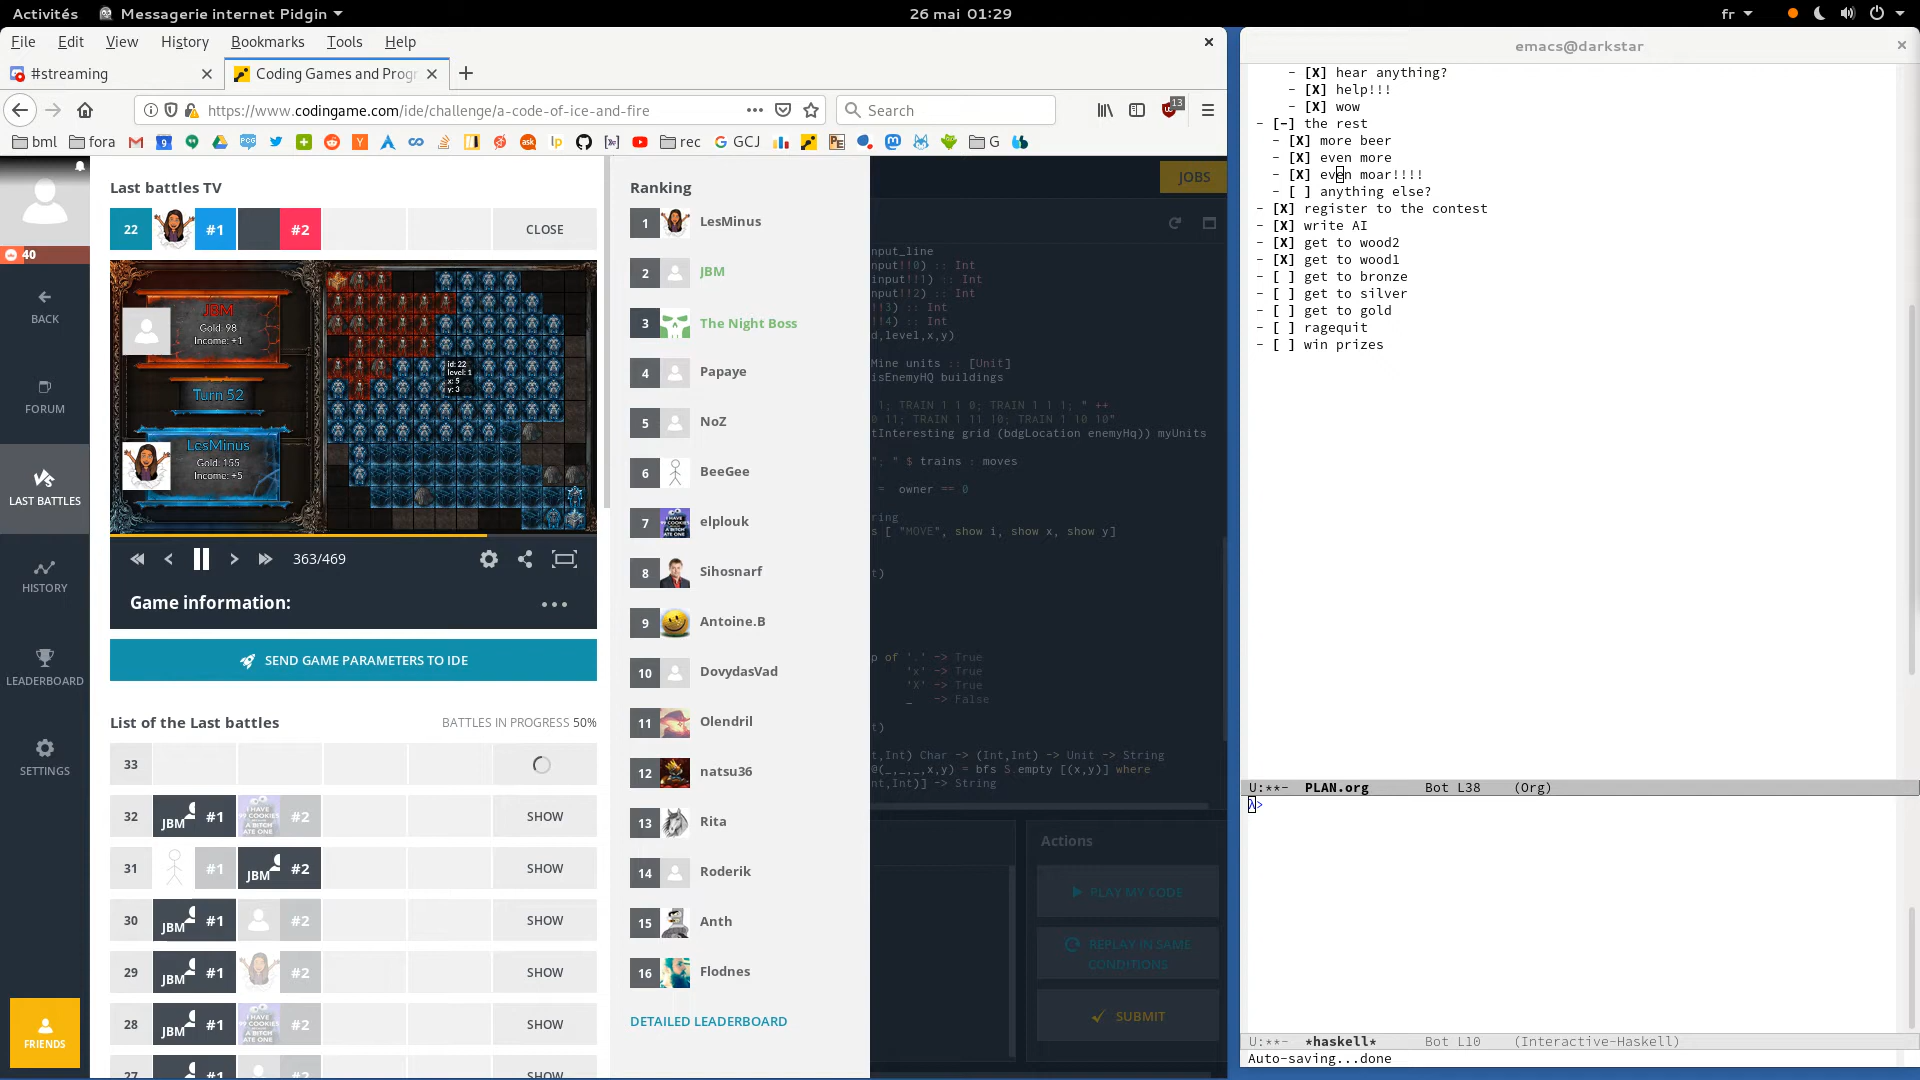 Activités
Messagerie internet Pidgin
26 mai 01:29
fr
File Edit View History Bookmarks Tools Help
#streaming
Coding Games and Progr
https://www.codingame.com/ide/challenge/a-code-of-ice-and-fire
Search
13
bml
fora
rec
GCJ
G
40
BACK
FORUM
LAST BATTLES
HISTORY
LEADERBOARD
SETTINGS
FRIENDS
Last battles TV
22 #1 #2 CLOSE
JBM
Gold: 98
Income: +1
Turn 52
LesMinus
Gold: 155
Income: +5
id: 22
level: 1
x: 5
y: 3
363/469
Game information:
SEND GAME PARAMETERS TO IDE
List of the Last battles
BATTLES IN PROGRESS 50%
33
32 JBM #1 #2 SHOW
31 #1 JBM #2 SHOW
30 JBM #1 #2 SHOW
29 JBM #1 #2 SHOW
28 JBM #1 #2 SHOW
27 #1 #2 SHOW
Ranking
1 LesMinus
2 JBM
3 The Night Boss
4 Papaye
5 NoZ
6 BeeGee
7 elplouk
8 Sihosnarf
9 Antoine.B
10 DovydasVad
11 Olendril
12 natsu36
13 Rita
14 Roderik
15 Anth
16 Flodnes
DETAILED LEADERBOARD
JOBS
input_line
input!!0) :: Int
input!!1) :: Int
input!!2) :: Int
!!3) :: Int
!!4) :: Int
d,level,x,y)
Mine units :: [Unit]
isEnemyHQ buildings
1; TRAIN 1 1 0; TRAIN 1 1 1; " ++
0 11; TRAIN 1 11 10; TRAIN 1 10 10"
tInteresting grid (bdgLocation enemyHq)) myUnits
"; " $ trains : moves
= owner == 0
ring
s [ "MOVE", show i, show x, show y]
t)
p of '.' -> True
'x' -> True
'X' -> True
_ -> False
t)
t,Int) Char -> (Int,Int) -> Unit -> String
@(_,_,_,x,y) = bfs S.empty [(x,y)] where
nt,Int)] -> String
Actions
PLAY MY CODE
REPLAY IN SAME
CONDITIONS
SUBMIT
emacs@darkstar
- [X] hear anything?
- [X] help!!!
- [X] wow
- [-] the rest
- [X] more beer
- [X] even more
- [X] even moar!!!!
- [ ] anything else?
- [X] register to the contest
- [X] write AI
- [X] get to wood2
- [X] get to wood1
- [ ] get to bronze
- [ ] get to silver
- [ ] get to gold
- [ ] ragequit
- [ ] win prizes
U:**- PLAN.org Bot L38 (Org)
λ>
U:**- *haskell* Bot L10 (Interactive-Haskell)
Auto-saving...done